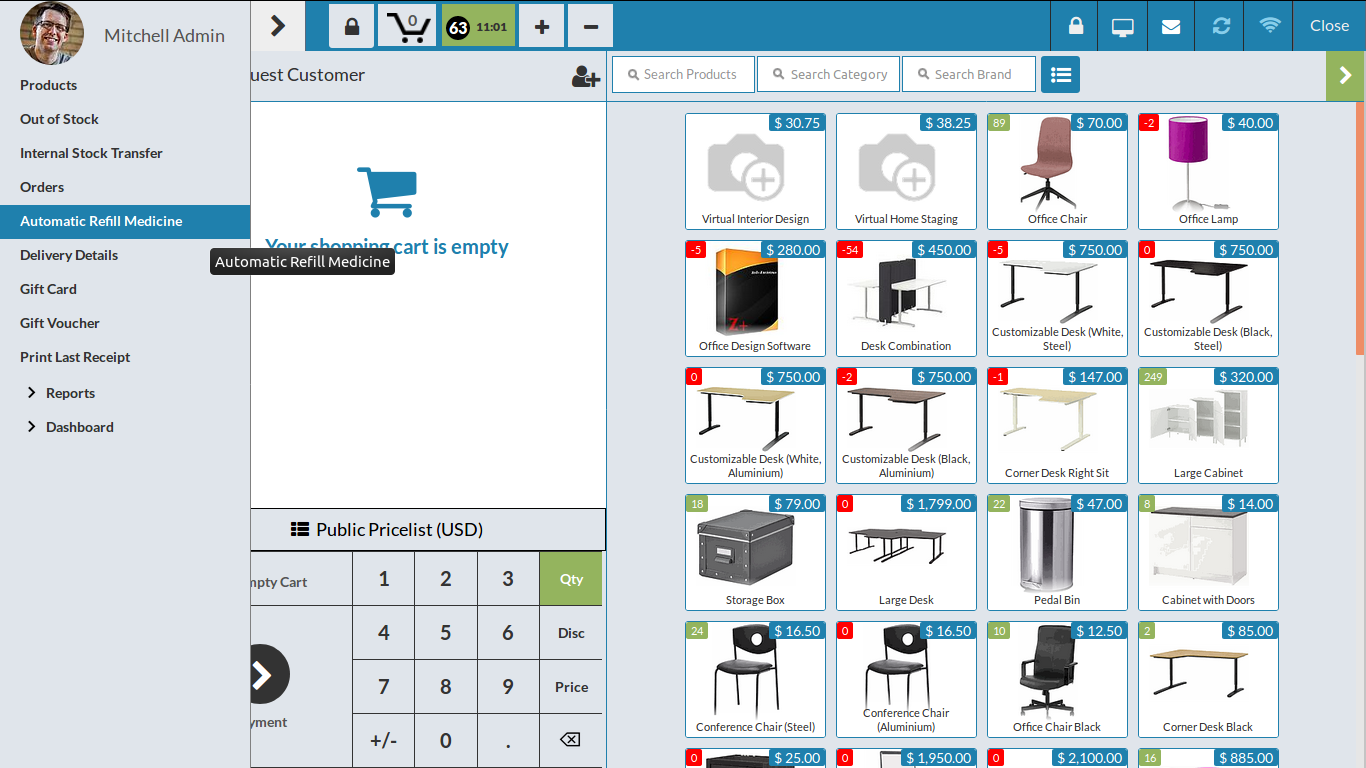 Mitchell Admin
Products
Out of Stock
Internal Stock Transfer
Orders
Automatic Refill Medicine
Delivery Details
Gift Card
Gift Voucher
Print Last Receipt
Reports
Dashboard
Automatic Refill Medicine
0
63 11:01
+
−
Close
uest Customer
Your shopping cart is empty
Public Pricelist (USD)
mpty Cart
1 2 3 Qty
4 5 6 Disc
7 8 9 Price
yment
+/- 0 .
Search Products
Search Category
Search Brand
$ 30.75
Virtual Interior Design
$ 38.25
Virtual Home Staging
89 $ 70.00
Office Chair
-2 $ 40.00
Office Lamp
-5 $ 280.00
Z+
Office Design Software
-54 $ 450.00
Desk Combination
-5 $ 750.00
Customizable Desk (White,
Steel)
0 $ 750.00
Customizable Desk (Black,
Steel)
0 $ 750.00
Customizable Desk (White,
Aluminium)
-2 $ 750.00
Customizable Desk (Black,
Aluminium)
-1 $ 147.00
Corner Desk Right Sit
249 $ 320.00
Large Cabinet
18 $ 79.00
Storage Box
0 $ 1,799.00
Large Desk
22 $ 47.00
Pedal Bin
8 $ 14.00
Cabinet with Doors
24 $ 16.50
Conference Chair (Steel)
0 $ 16.50
Conference Chair
(Aluminium)
10 $ 12.50
Office Chair Black
2 $ 85.00
Corner Desk Black
0 $ 25.00
0 $ 1,950.00
0 $ 2,100.00
16 $ 885.00